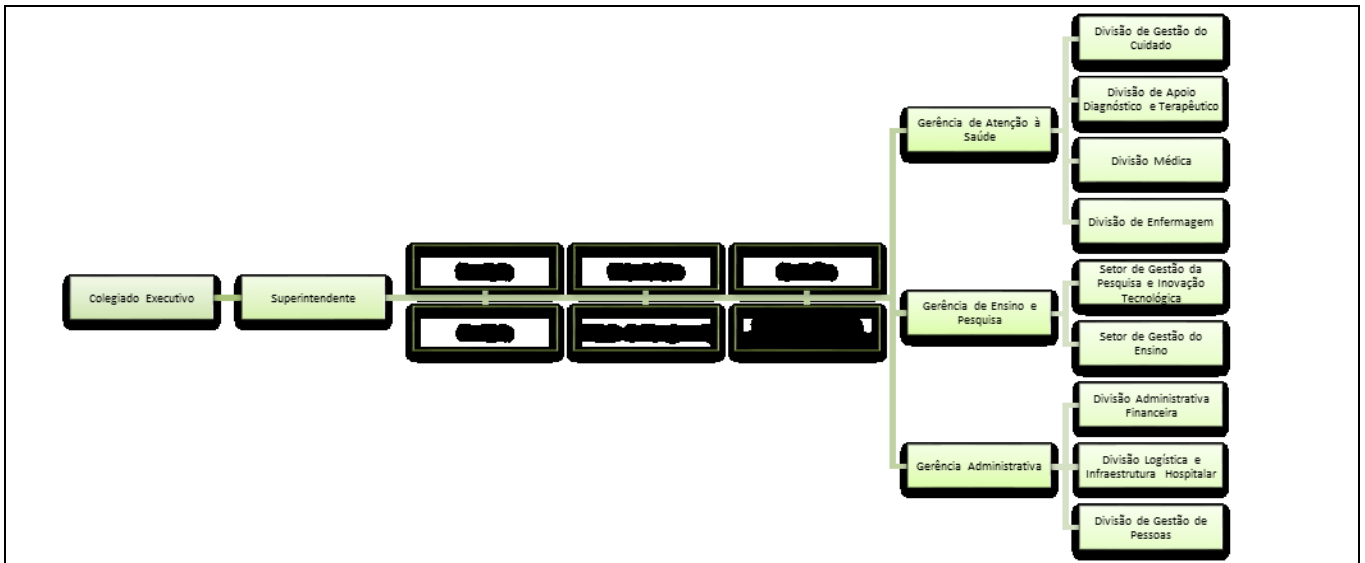 Colegiado Executivo
Superintendente
Gerência de Atenção à
Saúde
Divisão de Gestão do
Cuidado
Divisão de Apoio
Diagnóstico e Terapêutico
Divisão Médica
Divisão de Enfermagem
Gerência de Ensino e
Pesquisa
Setor de Gestão da
Pesquisa e Inovação
Tecnológica
Setor de Gestão do
Ensino
Gerência Administrativa
Divisão Administrativa
Financeira
Divisão Logística e
Infraestrutura Hospitalar
Divisão de Gestão de
Pessoas